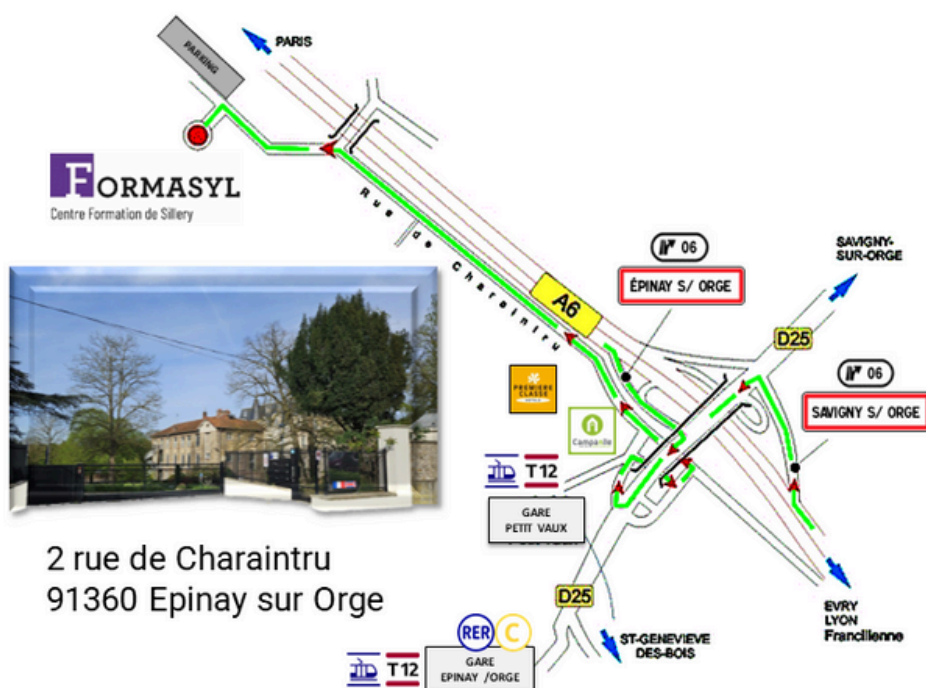 PARIS
PARKING
FORMASYL
Centre Formation de Sillery
Rue de Charaintru
06
ÉPINAY S/ ORGE
SAVIGNY-
SUR-ORGE
A6
D25
06
SAVIGNY S/ ORGE
PREMIERE
CLASSE
Campanile
T12
GARE
PETIT VAUX
2 rue de Charaintru
91360 Epinay sur Orge
D25
EVRY
LYON
Francilienne
RER C
ST-GENEVIEVE
DES-BOIS
T12
GARE
EPINAY /ORGE